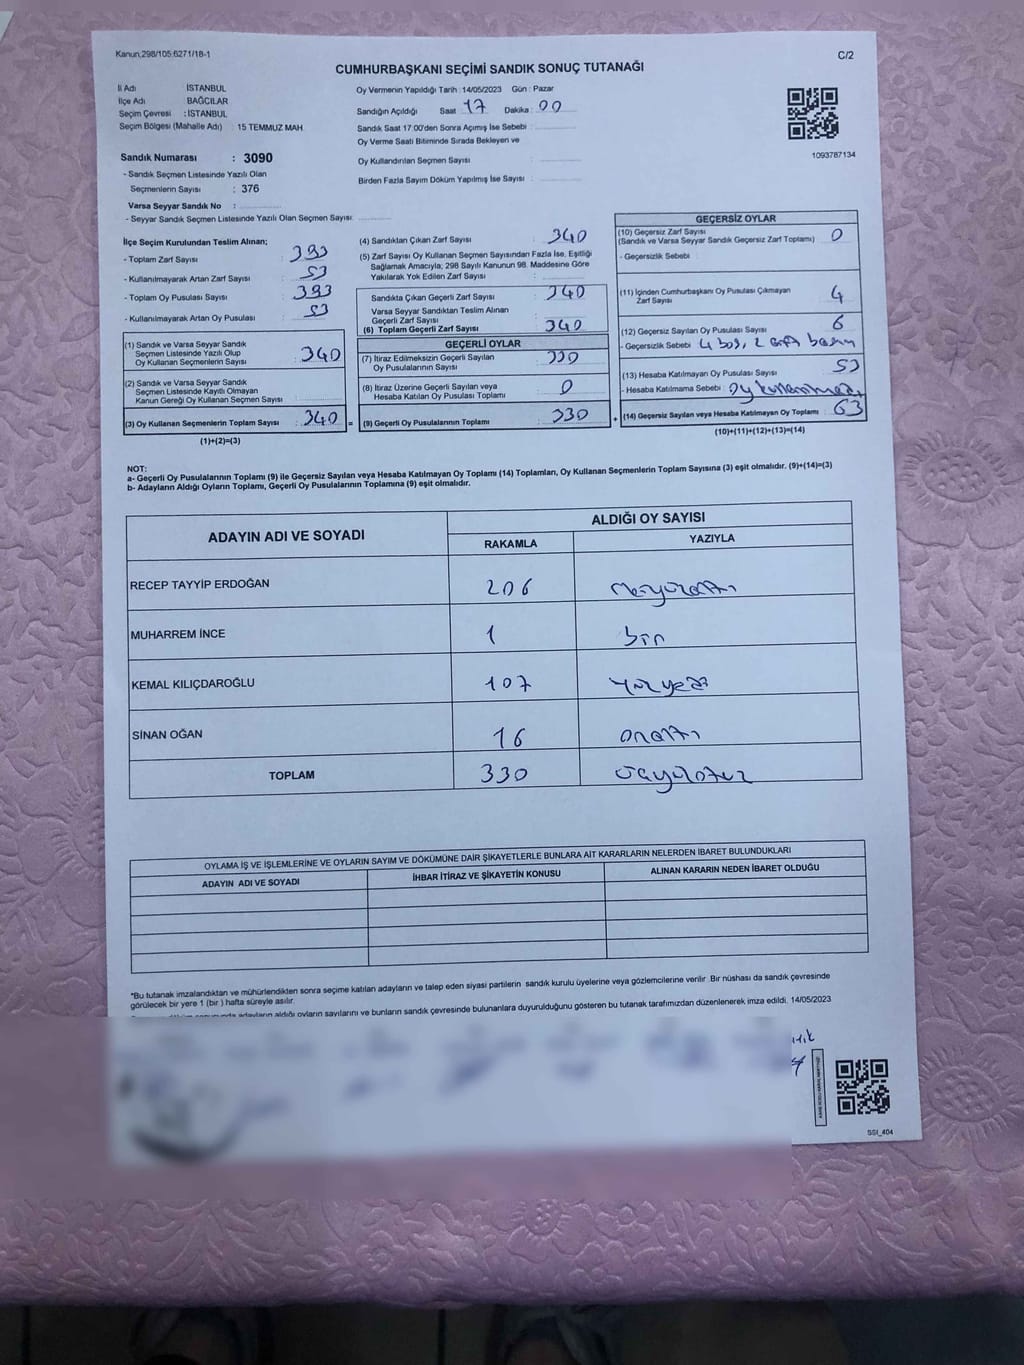 Kanun:298/105;6271/18-1
C/2
CUMHURBAŞKANI SEÇİMİ SANDIK SONUÇ TUTANAĞI
İl Adı İSTANBUL
İlçe Adı BAĞCILAR
Seçim Çevresi : İSTANBUL
Seçim Bölgesi (Mahalle Adı) : 15 TEMMUZ MAH.
Oy Vermenin Yapıldığı Tarih : 14/05/2023 Gün : Pazar
Sandığın Açıldığı Saat 17 Dakika : 00
Sandık Saat 17.00'den Sonra Açımış İse Sebebi :
Oy Verme Saati Bitiminde Sırada Bekleyen ve
Oy Kullandırılan Seçmen Sayısı :
Birden Fazla Sayım Döküm Yapılmış İse Sayısı :
1093787134
Sandık Numarası : 3090
- Sandık Seçmen Listesinde Yazılı Olan
Seçmenlerin Sayısı : 376
Varsa Seyyar Sandık No :
- Seyyar Sandık Seçmen Listesinde Yazılı Olan Seçmen Sayısı:
İlçe Seçim Kurulundan Teslim Alınan;
- Toplam Zarf Sayısı : 393
- Kullanılmayarak Artan Zarf Sayısı : 53
- Toplam Oy Pusulası Sayısı : 393
- Kullanılmayarak Artan Oy Pusulası : 53
(1) Sandık ve Varsa Seyyar Sandık
Seçmen Listesinde Yazılı Olup
Oy Kullanan Seçmenlerin Sayısı : 340
(2) Sandık ve Varsa Seyyar Sandık
Seçmen Listesinde Kayıtlı Olmayan
Kanun Gereği Oy Kullanan Seçmen Sayısı :
(3) Oy Kullanan Seçmenlerin Toplam Sayısı : 340 =
(1)+(2)=(3)
(4) Sandıktan Çıkan Zarf Sayısı : 340
(5) Zarf Sayısı Oy Kullanan Seçmen Sayısından Fazla İse, Eşitliği
Sağlamak Amacıyla; 298 Sayılı Kanunun 98. Maddesine Göre
Yakılarak Yok Edilen Zarf Sayısı :
Sandıkta Çıkan Geçerli Zarf Sayısı : 340
Varsa Seyyar Sandıktan Teslim Alınan
Geçerli Zarf Sayısı :
(6) Toplam Geçerli Zarf Sayısı : 340
GEÇERLİ OYLAR
(7) İtiraz Edilmeksizin Geçerli Sayılan
Oy Pusulalarının Sayısı : 330
(8) İtiraz Üzerine Geçerli Sayılan veya
Hesaba Katılan Oy Pusulası Toplamı : 0
(9) Geçerli Oy Pusulalarının Toplamı : 330 +
GEÇERSİZ OYLAR
(10) Geçersiz Zarf Sayısı
(Sandık ve Varsa Seyyar Sandık Geçersiz Zarf Toplamı) : 0
- Geçersizlik Sebebi :
(11) İçinden Cumhurbaşkanı Oy Pusulası Çıkmayan
Zarf Sayısı : 4
(12) Geçersiz Sayılan Oy Pusulası Sayısı : 6
- Geçersizlik Sebebi : 4 boş, 2 çift
(13) Hesaba Katılmayan Oy Pusulası Sayısı : 53
- Hesaba Katılmama Sebebi : Oy
(14) Geçersiz Sayılan veya Hesaba Katılmayan Oy Toplamı : 63
(10)+(11)+(12)+(13)=(14)
NOT:
a- Geçerli Oy Pusulalarının Toplamı (9) ile Geçersiz Sayılan veya Hesaba Katılmayan Oy Toplamı (14) Toplamları, Oy Kullanan Seçmenlerin Toplam Sayısına (3) eşit olmalıdır. (9)+(14)=(3)
b- Adayların Aldığı Oyların Toplamı, Geçerli Oy Pusulalarının Toplamına (9) eşit olmalıdır.
ADAYIN ADI VE SOYADI ALDIĞI OY SAYISI
RAKAMLA YAZIYLA
RECEP TAYYİP ERDOĞAN 206 ikiyüzaltı
MUHARREM İNCE 1 bir
KEMAL KILIÇDAROĞLU 107 yüzyedi
SİNAN OĞAN 16 onaltı
TOPLAM 330 üçyüzotuz
OYLAMA İŞ VE İŞLEMLERİNE VE OYLARIN SAYIM VE DÖKÜMÜNE DAİR ŞİKAYETLERLE BUNLARA AİT KARARLARIN NELERDEN İBARET BULUNDUKLARI
ADAYIN ADI VE SOYADI İHBAR İTİRAZ VE ŞİKAYETİN KONUSU ALINAN KARARIN NEDEN İBARET OLDUĞU
*Bu tutanak imzalandıktan ve mühürlendikten sonra seçime katılan adayların ve talep eden siyasi partilerin sandık kurulu üyelerine veya gözlemcilerine verilir. Bir nüshası da sandık çevresinde
görülecek bir yere 1 (bir ) hafta süreyle asılır.
adayların aldığı oyların sayılarını ve bunların sandık çevresinde bulunanlara duyurulduğunu gösteren bu tutanak tarafımızdan düzenlenerek imza edildi. 14/05/2023
SSI_404